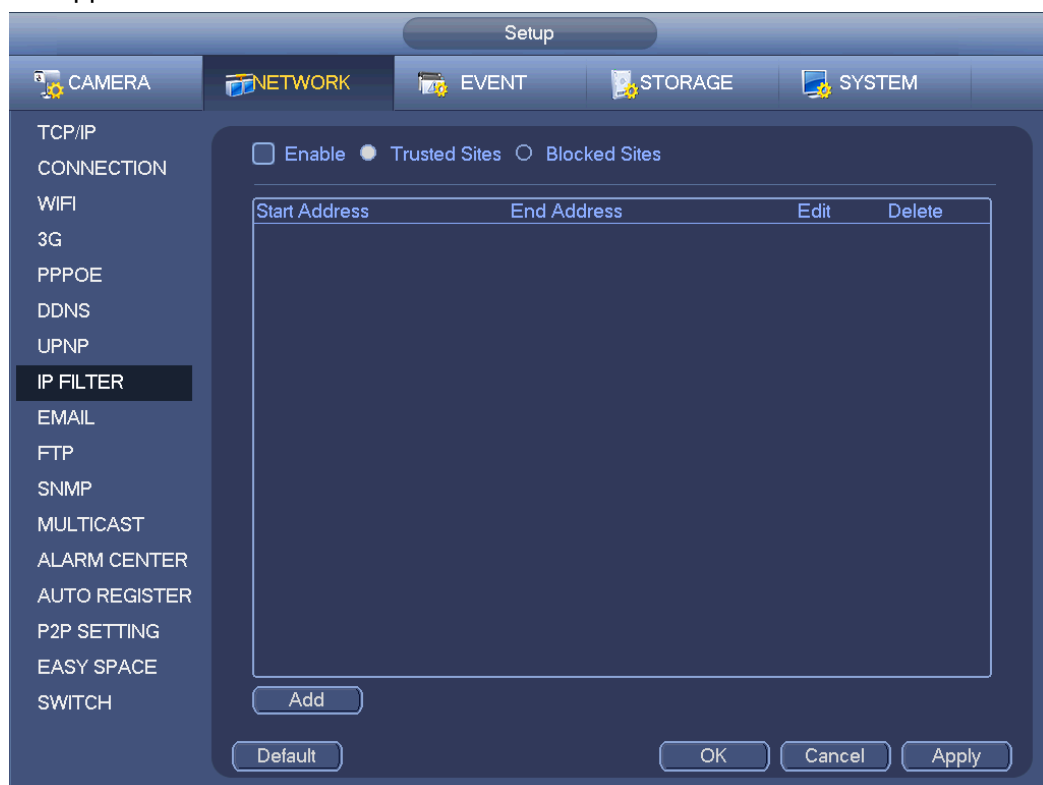 Setup
CAMERA NETWORK EVENT STORAGE SYSTEM
TCP/IP
CONNECTION
WIFI
3G
PPPOE
DDNS
UPNP
IP FILTER
EMAIL
FTP
SNMP
MULTICAST
ALARM CENTER
AUTO REGISTER
P2P SETTING
EASY SPACE
SWITCH
Enable Trusted Sites Blocked Sites
Start Address End Address Edit Delete
Add
Default OK Cancel Apply